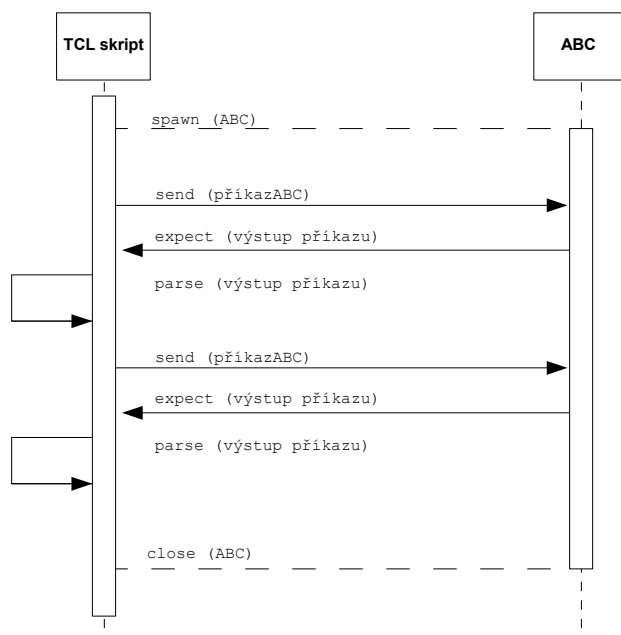 TCL skript
ABC
spawn (ABC)
send (příkazABC)
expect (výstup příkazu)
parse (výstup příkazu)
send (příkazABC)
expect (výstup příkazu)
parse (výstup příkazu)
close (ABC)